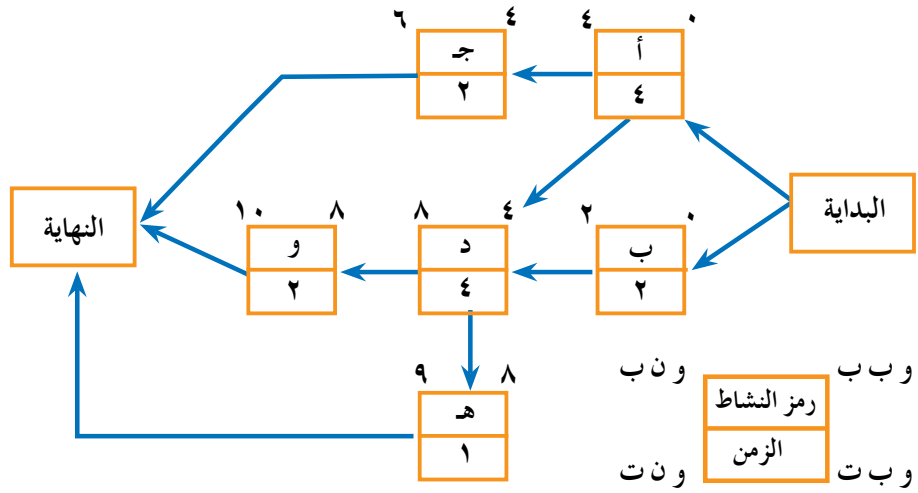 ٠ ٤
أ
٤
٤ ٦
جـ
٢
البداية
٠ ٢
ب
٢
٤ ٨
د
٤
٨ ١٠
و
٢
النهاية
٨ ٩
هـ
١
و ب ب و ن ب
رمز النشاط
الزمن
و ب ت و ن ت